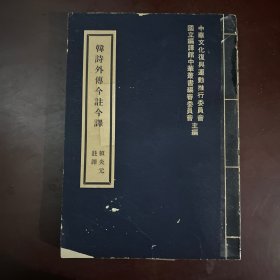 中華文化復興運動推行委員會
國立編譯館中華叢書編審委員會
主編
韓詩外傳今註今譯
賴炎元
註譯